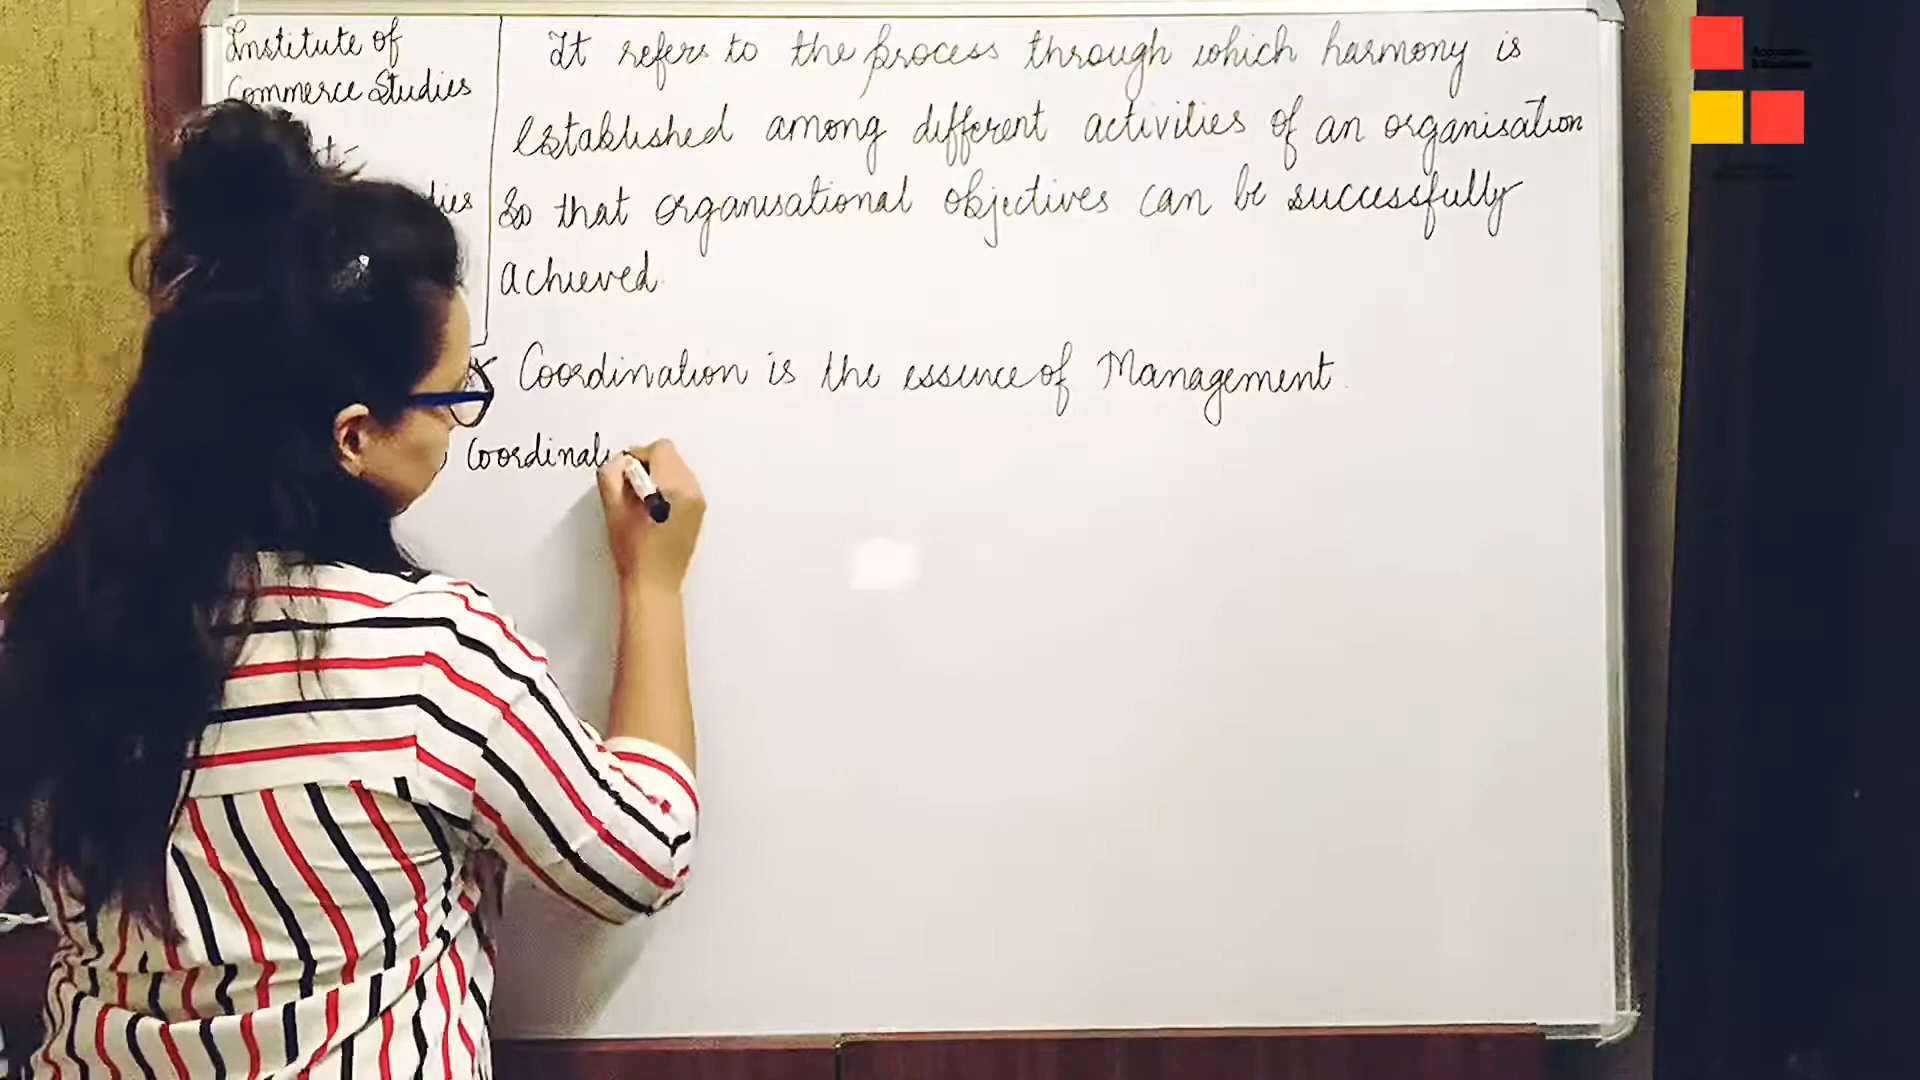 Institute of
Commerce Studies
It refers to the process through which harmony is
established among different activities of an organisation
So that organisational objectives can be successfully
achieved.
Coordination is the essence of Management.